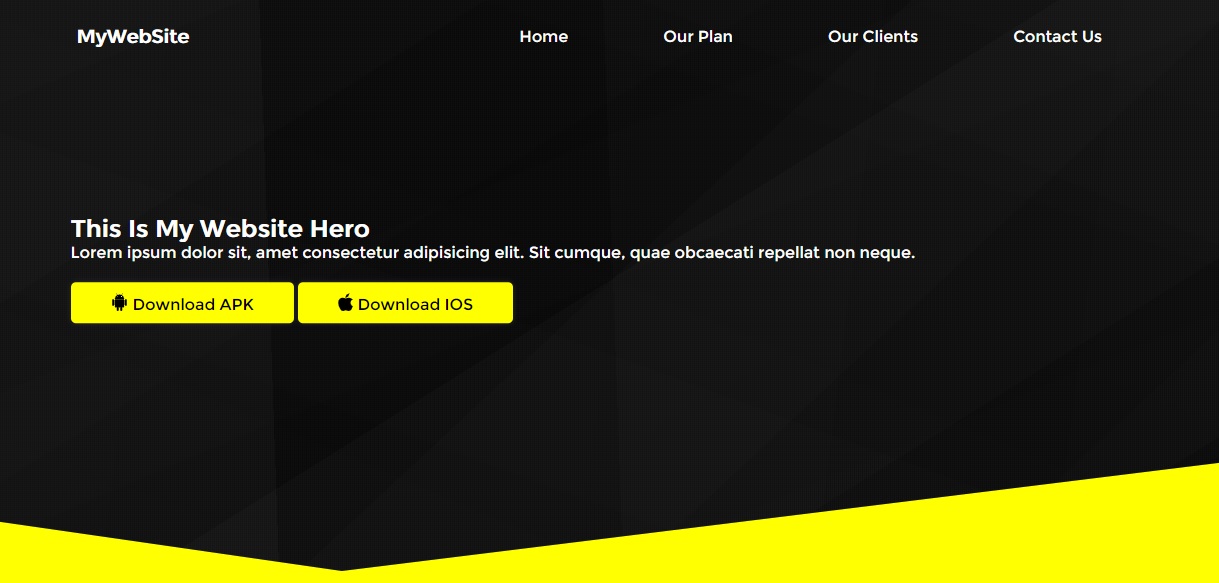 MyWebSite
Home
Our Plan
Our Clients
Contact Us
This Is My Website Hero
Lorem ipsum dolor sit, amet consectetur adipisicing elit. Sit cumque, quae obcaecati repellat non neque.
Download APK
Download IOS